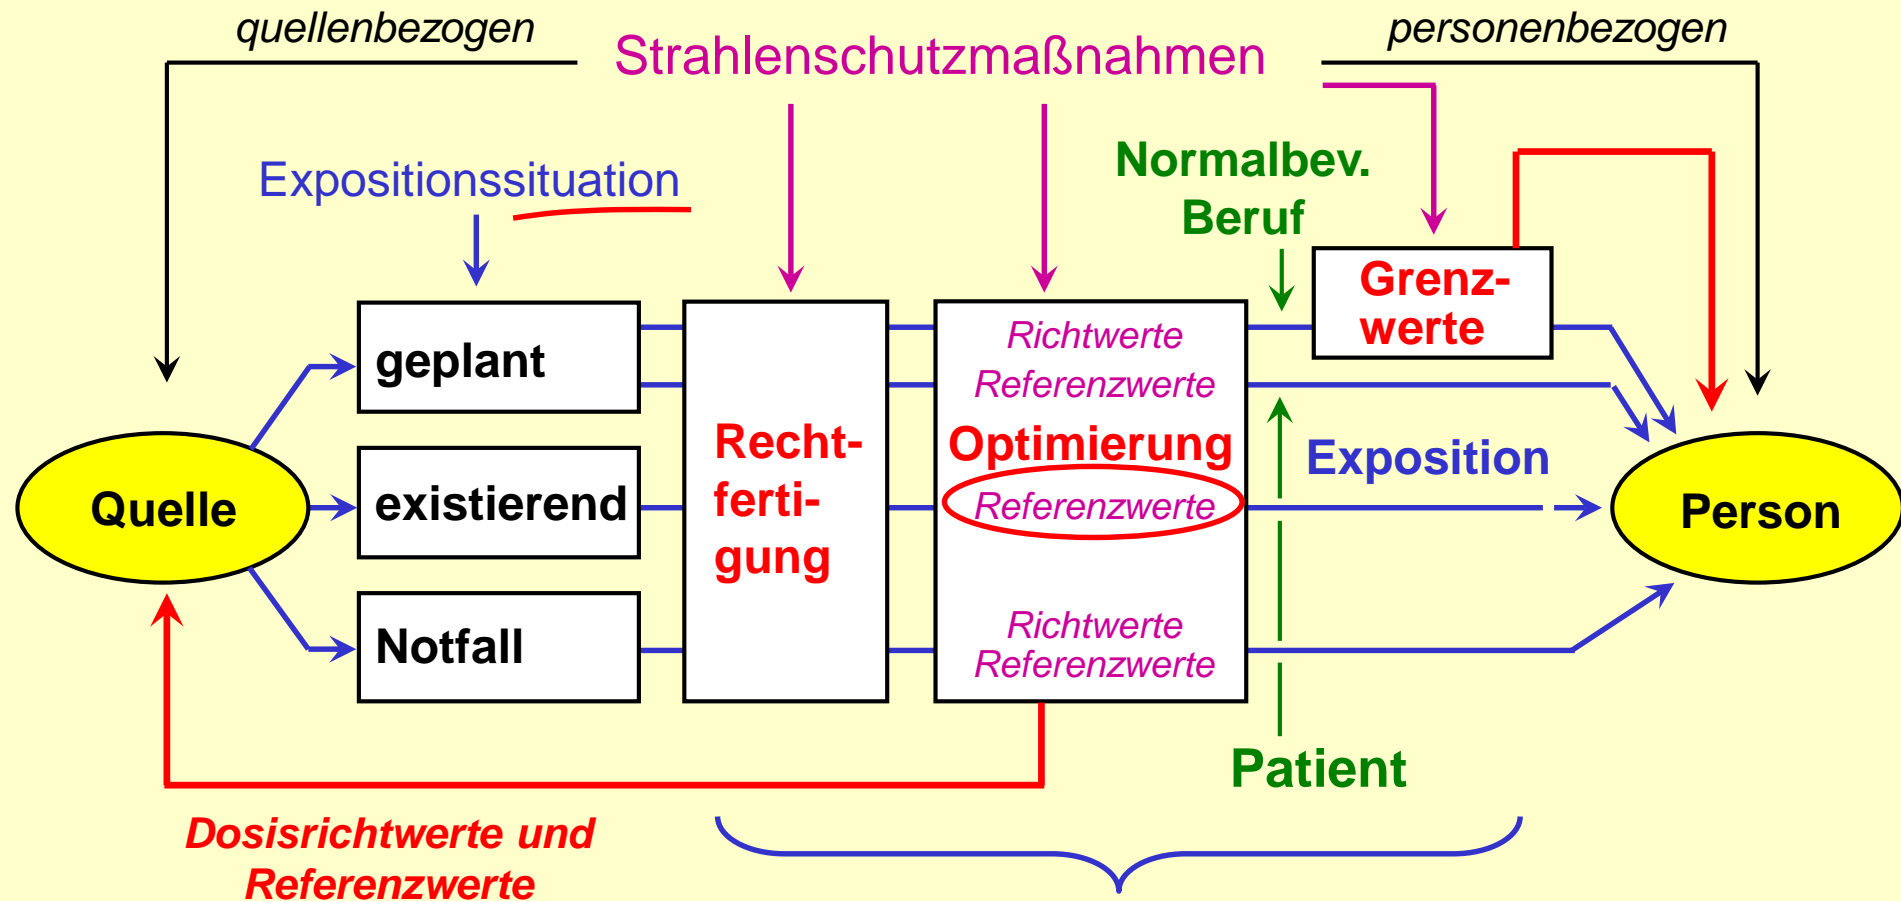 quellenbezogen
personenbezogen
Strahlenschutzmaßnahmen
Expositionssituation
Normalbev.
Beruf
Grenz-
werte
geplant
existierend
Notfall
Quelle
Recht-
ferti-
gung
Richtwerte
Referenzwerte
Optimierung
Referenzwerte
Richtwerte
Referenzwerte
Exposition
Person
Patient
Dosisrichtwerte und
Referenzwerte